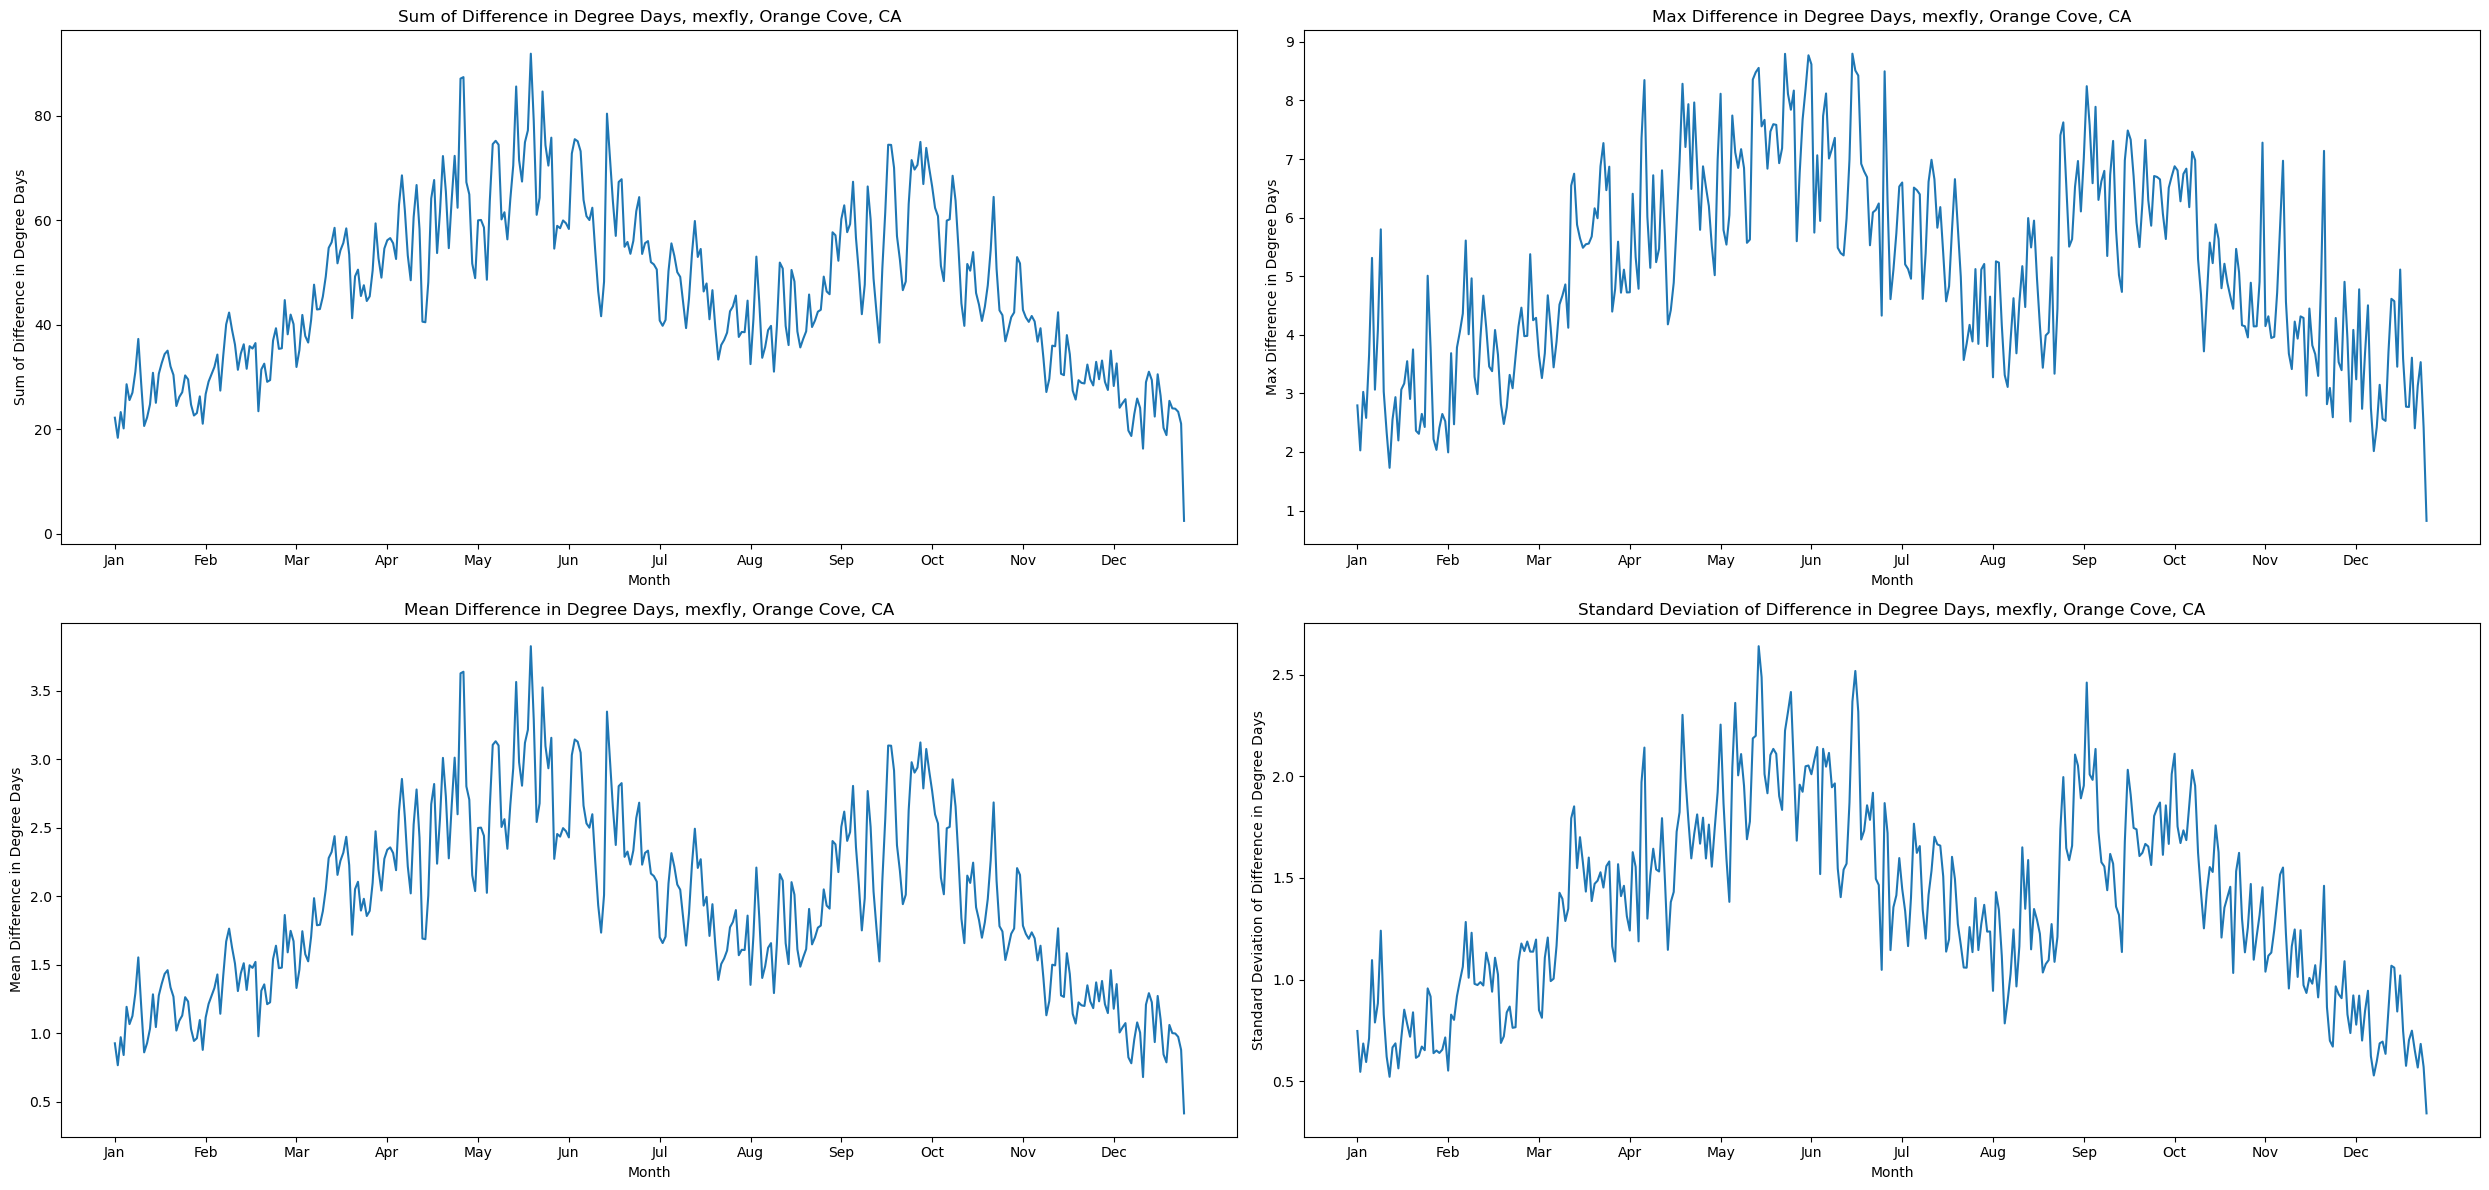 Sum of Difference in Degree Days, mexfly, Orange Cove, CA
Sum of Difference in Degree Days
80
60
40
20
0
Jan Feb Mar Apr May Jun Jul Aug Sep Oct Nov Dec
Month
Max Difference in Degree Days, mexfly, Orange Cove, CA
Max Difference in Degree Days
9
8
7
6
5
4
3
2
1
Jan Feb Mar Apr May Jun Jul Aug Sep Oct Nov Dec
Month
Mean Difference in Degree Days, mexfly, Orange Cove, CA
Mean Difference in Degree Days
3.5
3.0
2.5
2.0
1.5
1.0
0.5
Jan Feb Mar Apr May Jun Jul Aug Sep Oct Nov Dec
Month
Standard Deviation of Difference in Degree Days, mexfly, Orange Cove, CA
Standard Deviation of Difference in Degree Days
2.5
2.0
1.5
1.0
0.5
Jan Feb Mar Apr May Jun Jul Aug Sep Oct Nov Dec
Month